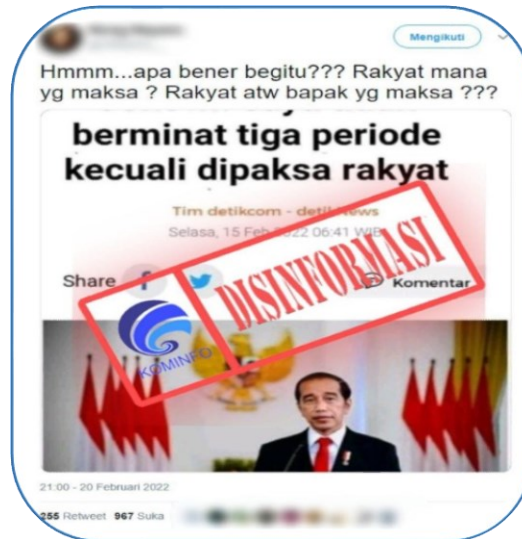 Mengikuti
Hmmm...apa bener begitu??? Rakyat mana
yg maksa ? Rakyat atw bapak yg maksa ???
berminat tiga periode
kecuali dipaksa rakyat
Tim detikcom - detikNews
Selasa, 15 Feb 2022 06:41 WIB
Share
Komentar
DISINFORMASI
KOMINFO
21:00 - 20 Februari 2022
255 Retweet 967 Suka